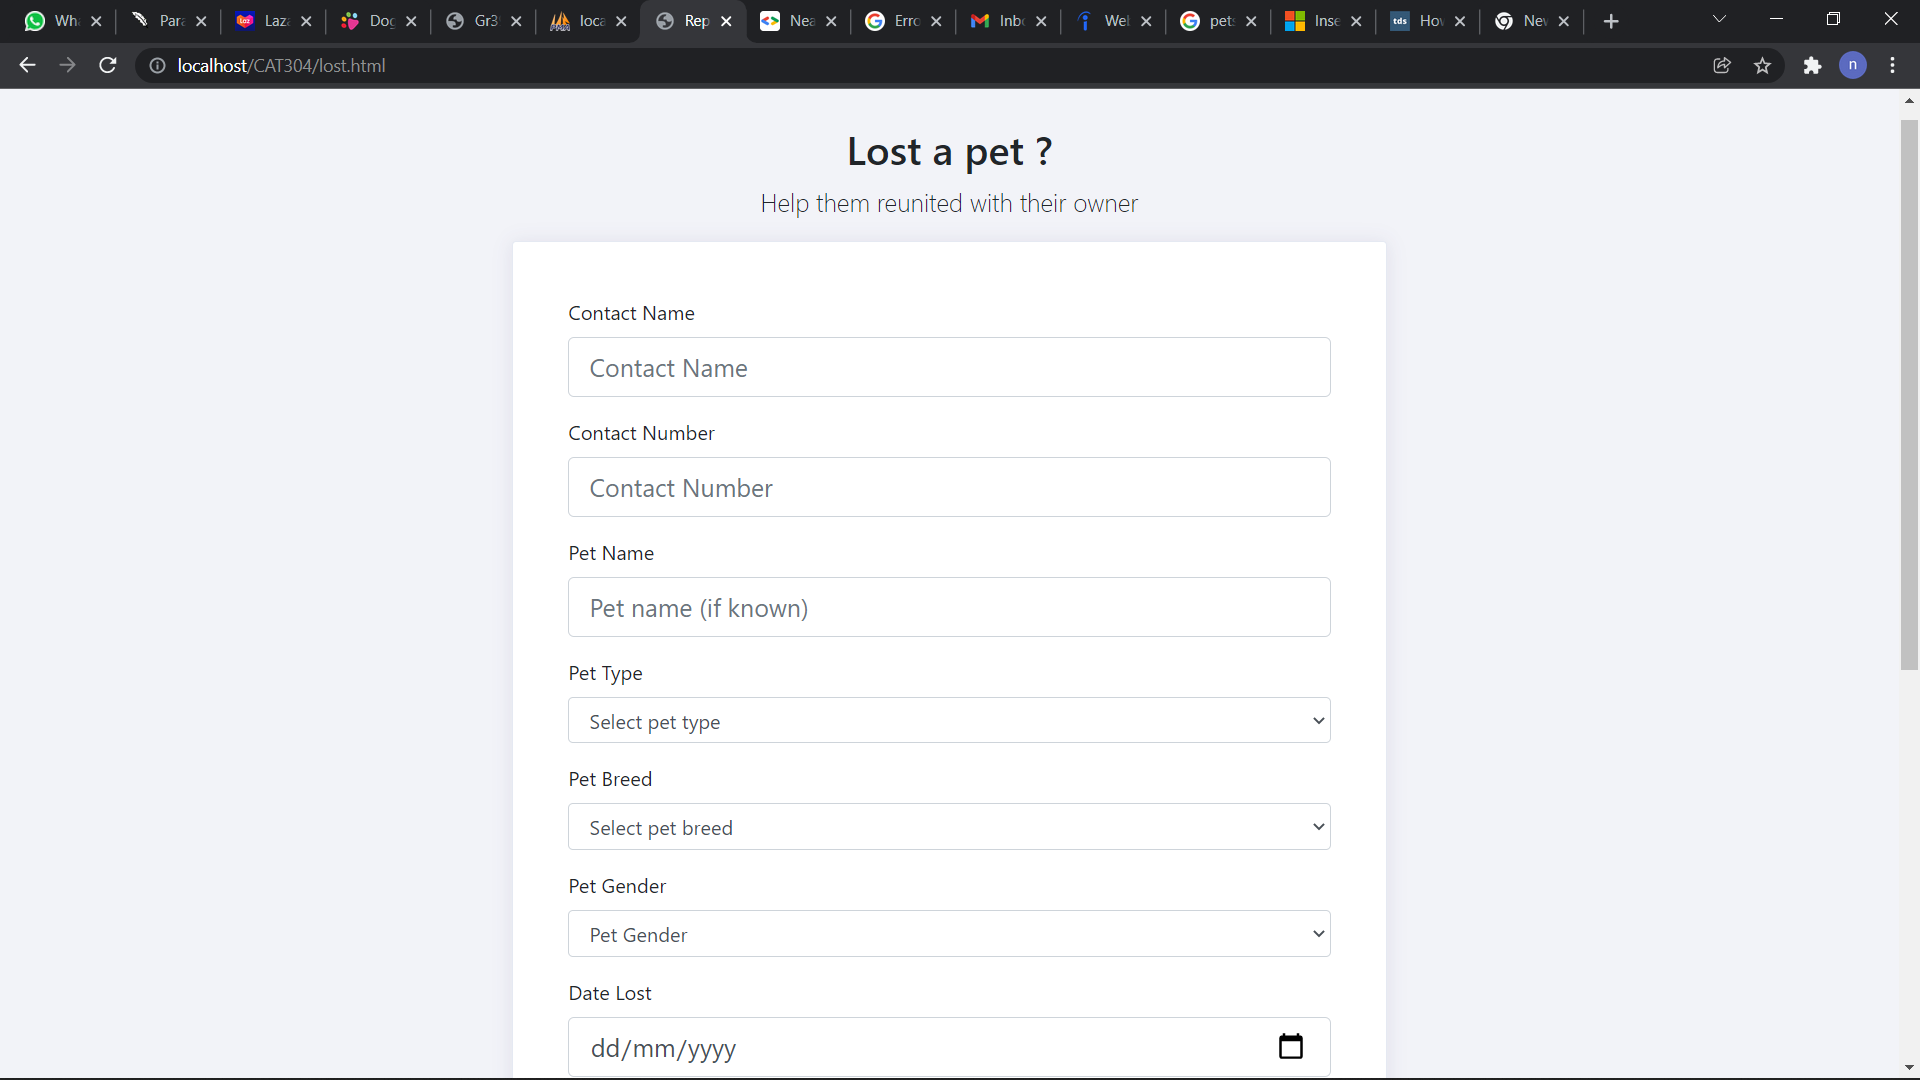 Wh
Para
Laz
Dog
Gr3
loca
Rep
Nea
Erro
Inbo
Wel
pets
Inse
tds
Ho
Nev
localhost/CAT304/lost.html
n
Lost a pet ?
Help them reunited with their owner
Contact Name
Contact Name
Contact Number
Contact Number
Pet Name
Pet name (if known)
Pet Type
Select pet type
Pet Breed
Select pet breed
Pet Gender
Pet Gender
Date Lost
dd/mm/yyyy